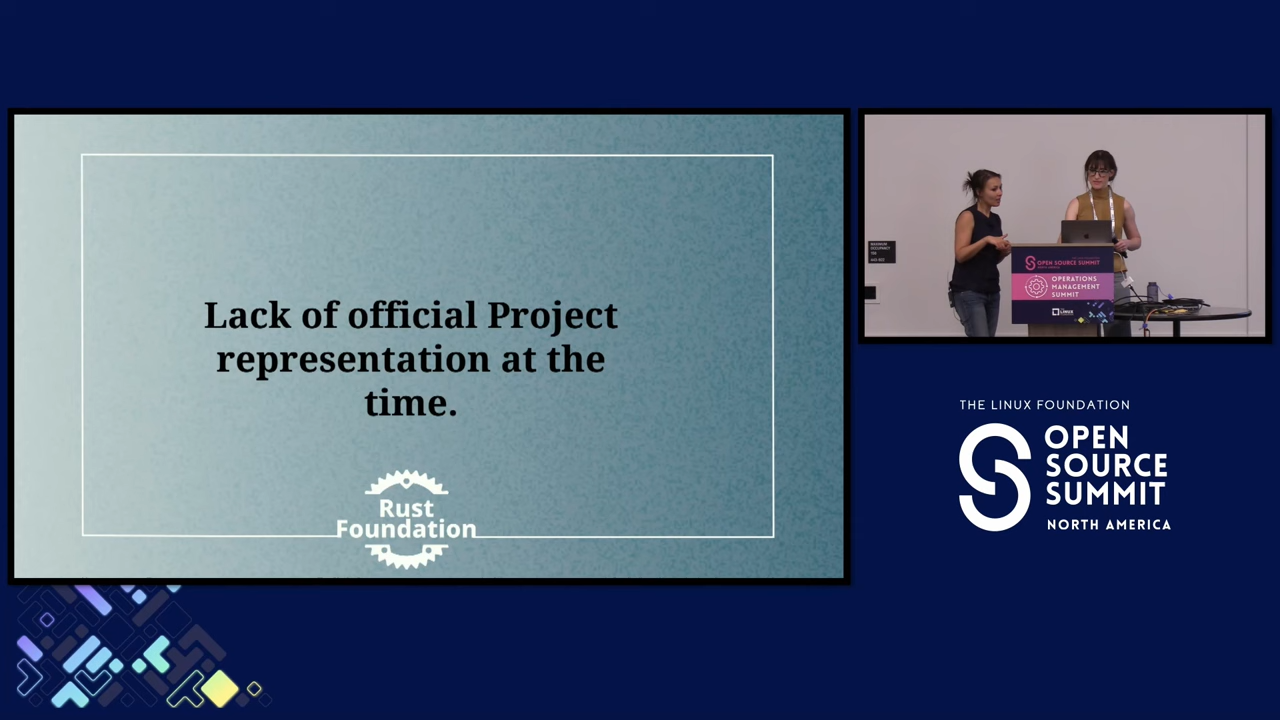 Lack of official Project
representation at the
time.
Rust
Foundation
OPEN SOURCE SUMMIT
OPERATIONS
MANAGEMENT
SUMMIT
THE LINUX FOUNDATION
OPEN
SOURCE
SUMMIT
NORTH AMERICA